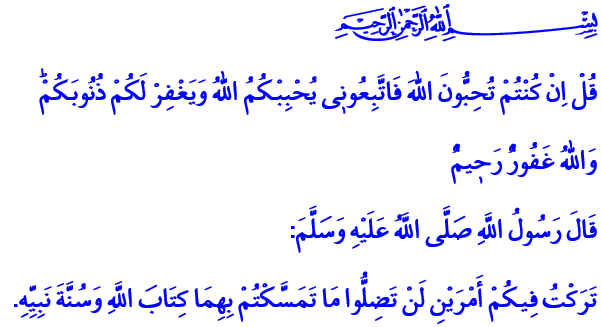 بِسْمِ اللّٰهِ الرَّحْمٰنِ الرَّحِيمِ
قُلْ اِنْ كُنْتُمْ تُحِبُّونَ اللّٰهَ فَاتَّبِعُونٖي يُحْبِبْكُمُ اللّٰهُ وَيَغْفِرْ لَكُمْ ذُنُوبَكُمْؕ
وَاللّٰهُ غَفُورٌ رَحٖيمٌ
قَالَ رَسُولُ اللَّهِ صَلَّى اللَّهُ عَلَيْهِ وَسَلَّمَ:
تَرَكْتُ فِيكُمْ أَمْرَيْنِ لَنْ تَضِلُّوا مَا تَمَسَّكْتُمْ بِهِمَا كِتَابَ اللَّهِ وَسُنَّةَ نَبِيِّهِ.